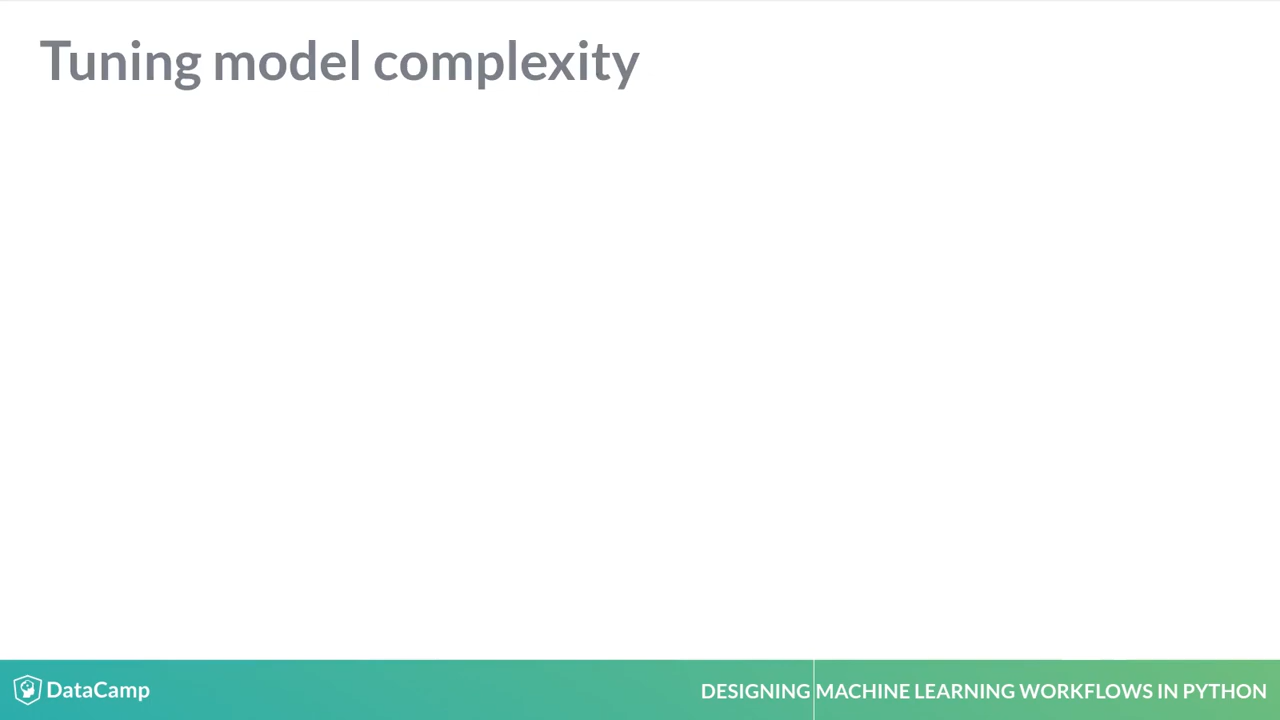 Tuning model complexity
DataCamp
DESIGNING MACHINE LEARNING WORKFLOWS IN PYTHON